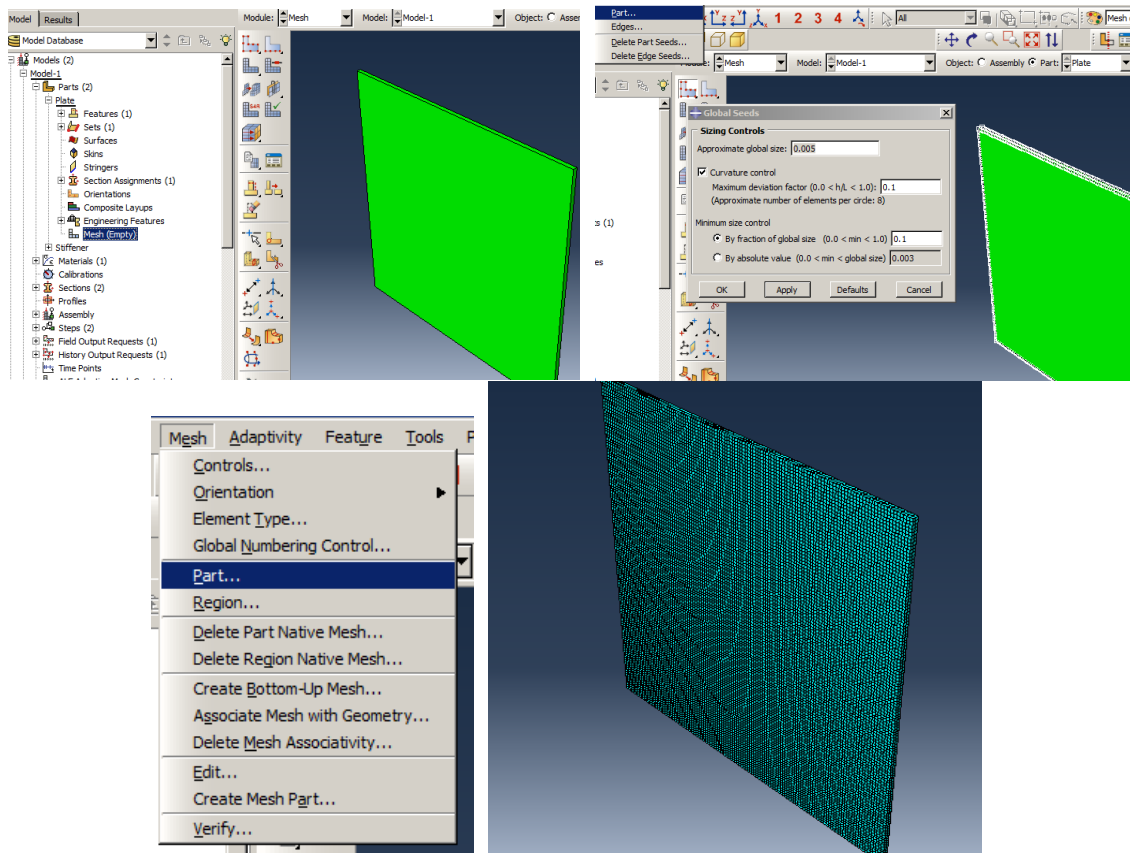 Model Results
Module: Mesh Model: Model-1 Object: Asser
Model Database
Models (2)
Model-1
Parts (2)
Plate
Features (1)
Sets (1)
Surfaces
Skins
Stringers
Section Assignments (1)
Orientations
Composite Layups
Engineering Features
Mesh (Empty)
Stiffener
Materials (1)
Calibrations
Sections (2)
Profiles
Assembly
Steps (2)
Field Output Requests (1)
History Output Requests (1)
Time Points
Part...
Edges...
Delete Part Seeds...
Delete Edge Seeds...
1 2 3 4
All
Mesh
Mesh Model: Model-1 Object: Assembly Part: Plate
Global Seeds
Sizing Controls
Approximate global size: 0.005
Curvature control
Maximum deviation factor (0.0 < h/L < 1.0): 0.1
(Approximate number of elements per circle: 8)
Minimum size control
By fraction of global size (0.0 < min < 1.0) 0.1
By absolute value (0.0 < min < global size) 0.003
OK Apply Defaults Cancel
s (1)
es
Mesh Adaptivity Feature Tools P
Controls...
Orientation
Element Type...
Global Numbering Control...
Part...
Region...
Delete Part Native Mesh...
Delete Region Native Mesh...
Create Bottom-Up Mesh...
Associate Mesh with Geometry...
Delete Mesh Associativity...
Edit...
Create Mesh Part...
Verify...